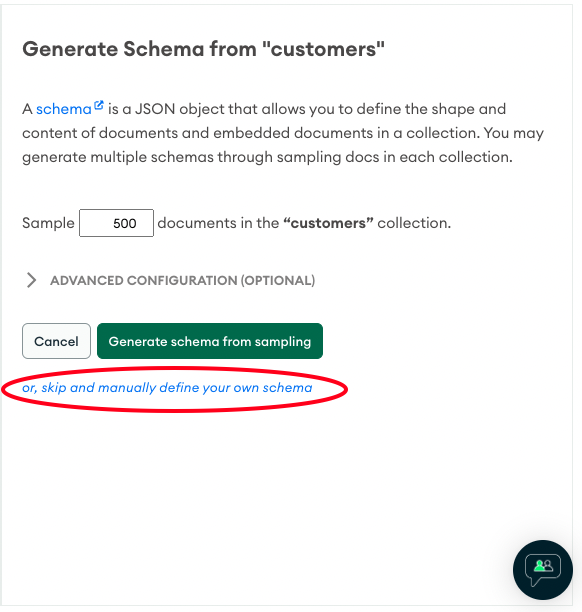 Generate Schema from "customers"
A schema is a JSON object that allows you to define the shape and
content of documents and embedded documents in a collection. You may
generate multiple schemas through sampling docs in each collection.
Sample 500 documents in the “customers” collection.
ADVANCED CONFIGURATION (OPTIONAL)
Cancel Generate schema from sampling
or, skip and manually define your own schema